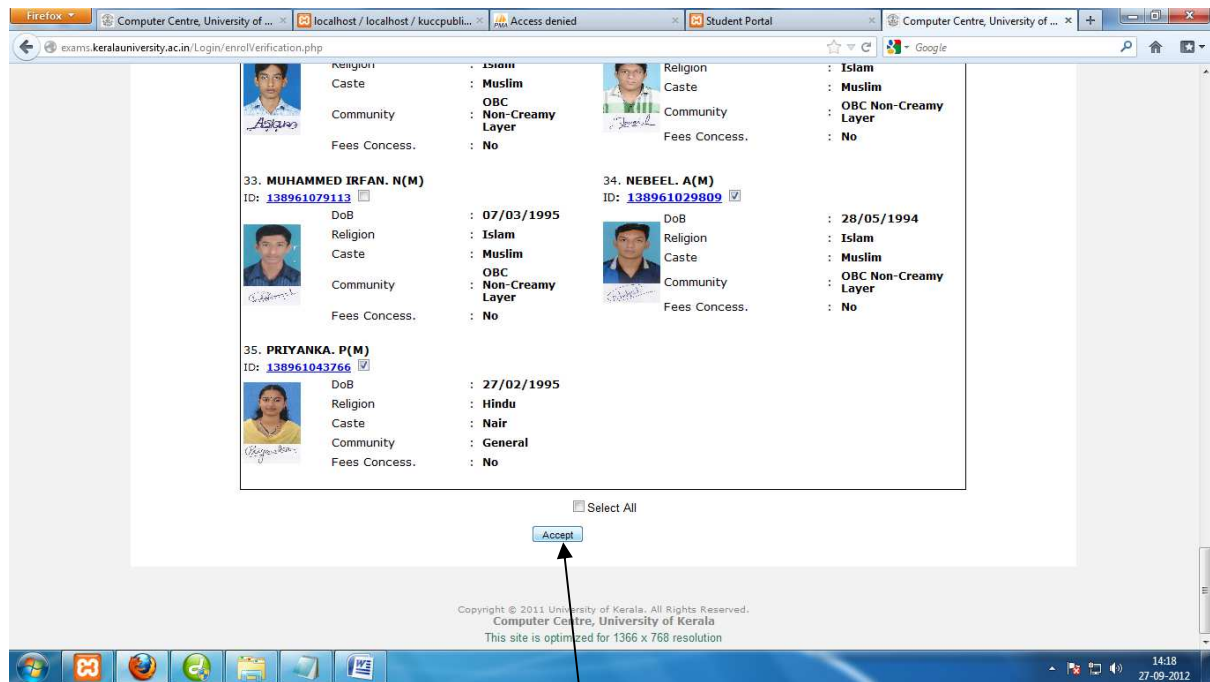 Firefox
Computer Centre, University of ...
localhost / localhost / kuccpubli...
Access denied
Student Portal
Computer Centre, University of ...
exams.keralauniversity.ac.in/Login/enrolVerification.php
Google
Religion : Islam
Caste : Muslim
Community : OBC
Non-Creamy
Layer
Fees Concess. : No
Religion : Islam
Caste : Muslim
Community : OBC Non-Creamy
Layer
Fees Concess. : No
33. MUHAMMED IRFAN. N(M)
ID: 138961079113
DoB : 07/03/1995
Religion : Islam
Caste : Muslim
Community : OBC
Non-Creamy
Layer
Fees Concess. : No
34. NEBEEL. A(M)
ID: 138961029809
DoB : 28/05/1994
Religion : Islam
Caste : Muslim
Community : OBC Non-Creamy
Layer
Fees Concess. : No
35. PRIYANKA. P(M)
ID: 138961043766
DoB : 27/02/1995
Religion : Hindu
Caste : Nair
Community : General
Fees Concess. : No
Select All
Accept
Copyright © 2011 University of Kerala. All Rights Reserved.
Computer Centre, University of Kerala
This site is optimized for 1366 x 768 resolution
14:18
27-09-2012